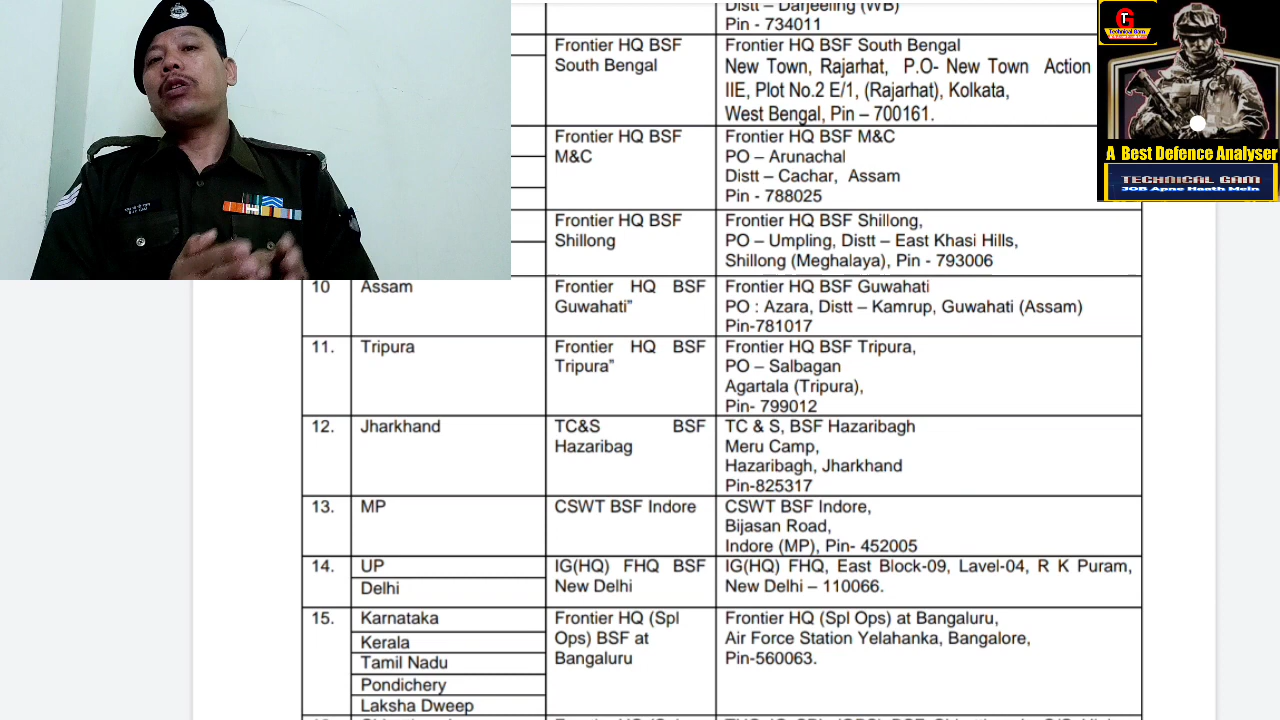 Distt – Darjeeling (WB)
Pin - 734011
Frontier HQ BSF
South Bengal
Frontier HQ BSF South Bengal
New Town, Rajarhat, P.O- New Town Action
IIE, Plot No.2 E/1, (Rajarhat), Kolkata,
West Bengal, Pin – 700161.
Frontier HQ BSF
M&C
Frontier HQ BSF M&C
PO – Arunachal
Distt – Cachar, Assam
Pin - 788025
Frontier HQ BSF
Shillong
Frontier HQ BSF Shillong,
PO – Umpling, Distt – East Khasi Hills,
Shillong (Meghalaya), Pin - 793006
10
Assam
Frontier HQ BSF
Guwahati”
Frontier HQ BSF Guwahati
PO : Azara, Distt – Kamrup, Guwahati (Assam)
Pin-781017
11.
Tripura
Frontier HQ BSF
Tripura”
Frontier HQ BSF Tripura,
PO – Salbagan
Agartala (Tripura),
Pin- 799012
12.
Jharkhand
TC&S BSF
Hazaribag
TC & S, BSF Hazaribagh
Meru Camp,
Hazaribagh, Jharkhand
Pin-825317
13.
MP
CSWT BSF Indore
CSWT BSF Indore,
Bijasan Road,
Indore (MP), Pin- 452005
14.
UP
Delhi
IG(HQ) FHQ BSF
New Delhi
IG(HQ) FHQ, East Block-09, Lavel-04, R K Puram,
New Delhi – 110066.
15.
Karnataka
Kerala
Tamil Nadu
Pondichery
Laksha Dweep
Frontier HQ (Spl
Ops) BSF at
Bangaluru
Frontier HQ (Spl Ops) at Bangaluru,
Air Force Station Yelahanka, Bangalore,
Pin-560063.
TG
Technical Gam
A Best Defence Analyser
TECHNICAL GAM
JOB Apne Haath Mein